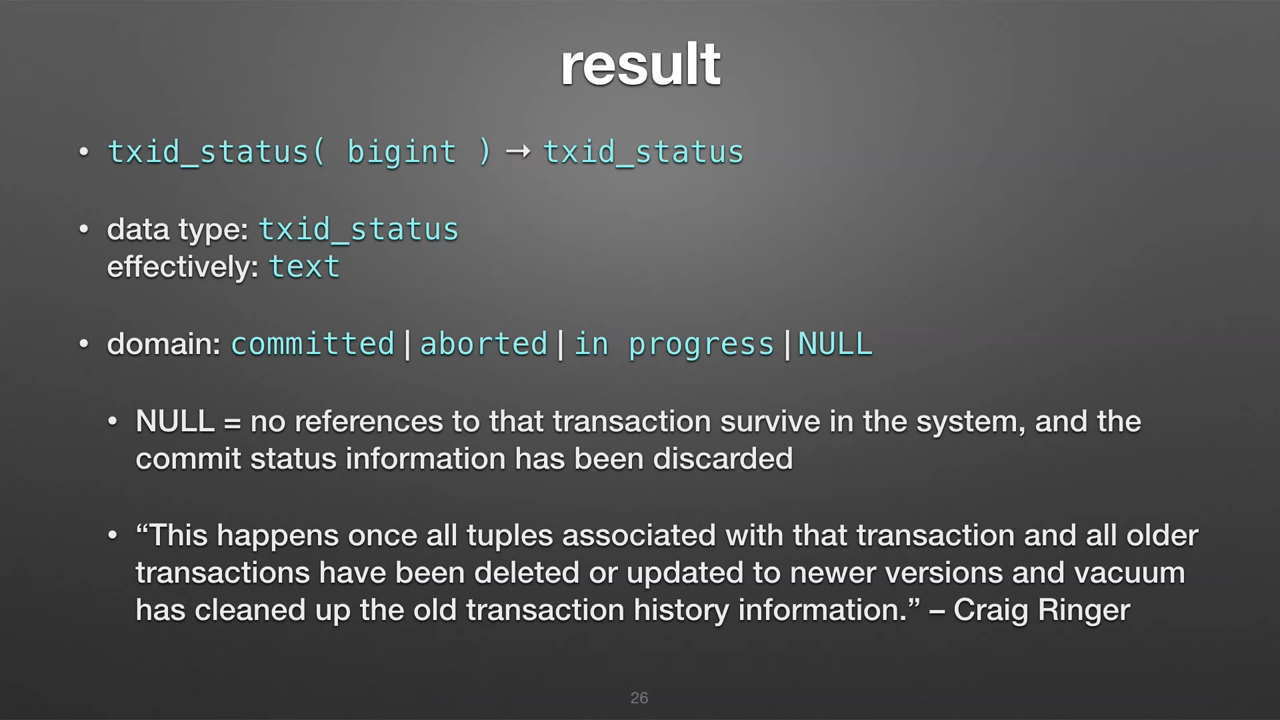 result
• txid_status( bigint ) → txid_status
• data type: txid_status
effectively: text
• domain: committed | aborted | in progress | NULL
• NULL = no references to that transaction survive in the system, and the
commit status information has been discarded
• “This happens once all tuples associated with that transaction and all older
transactions have been deleted or updated to newer versions and vacuum
has cleaned up the old transaction history information.” – Craig Ringer
26